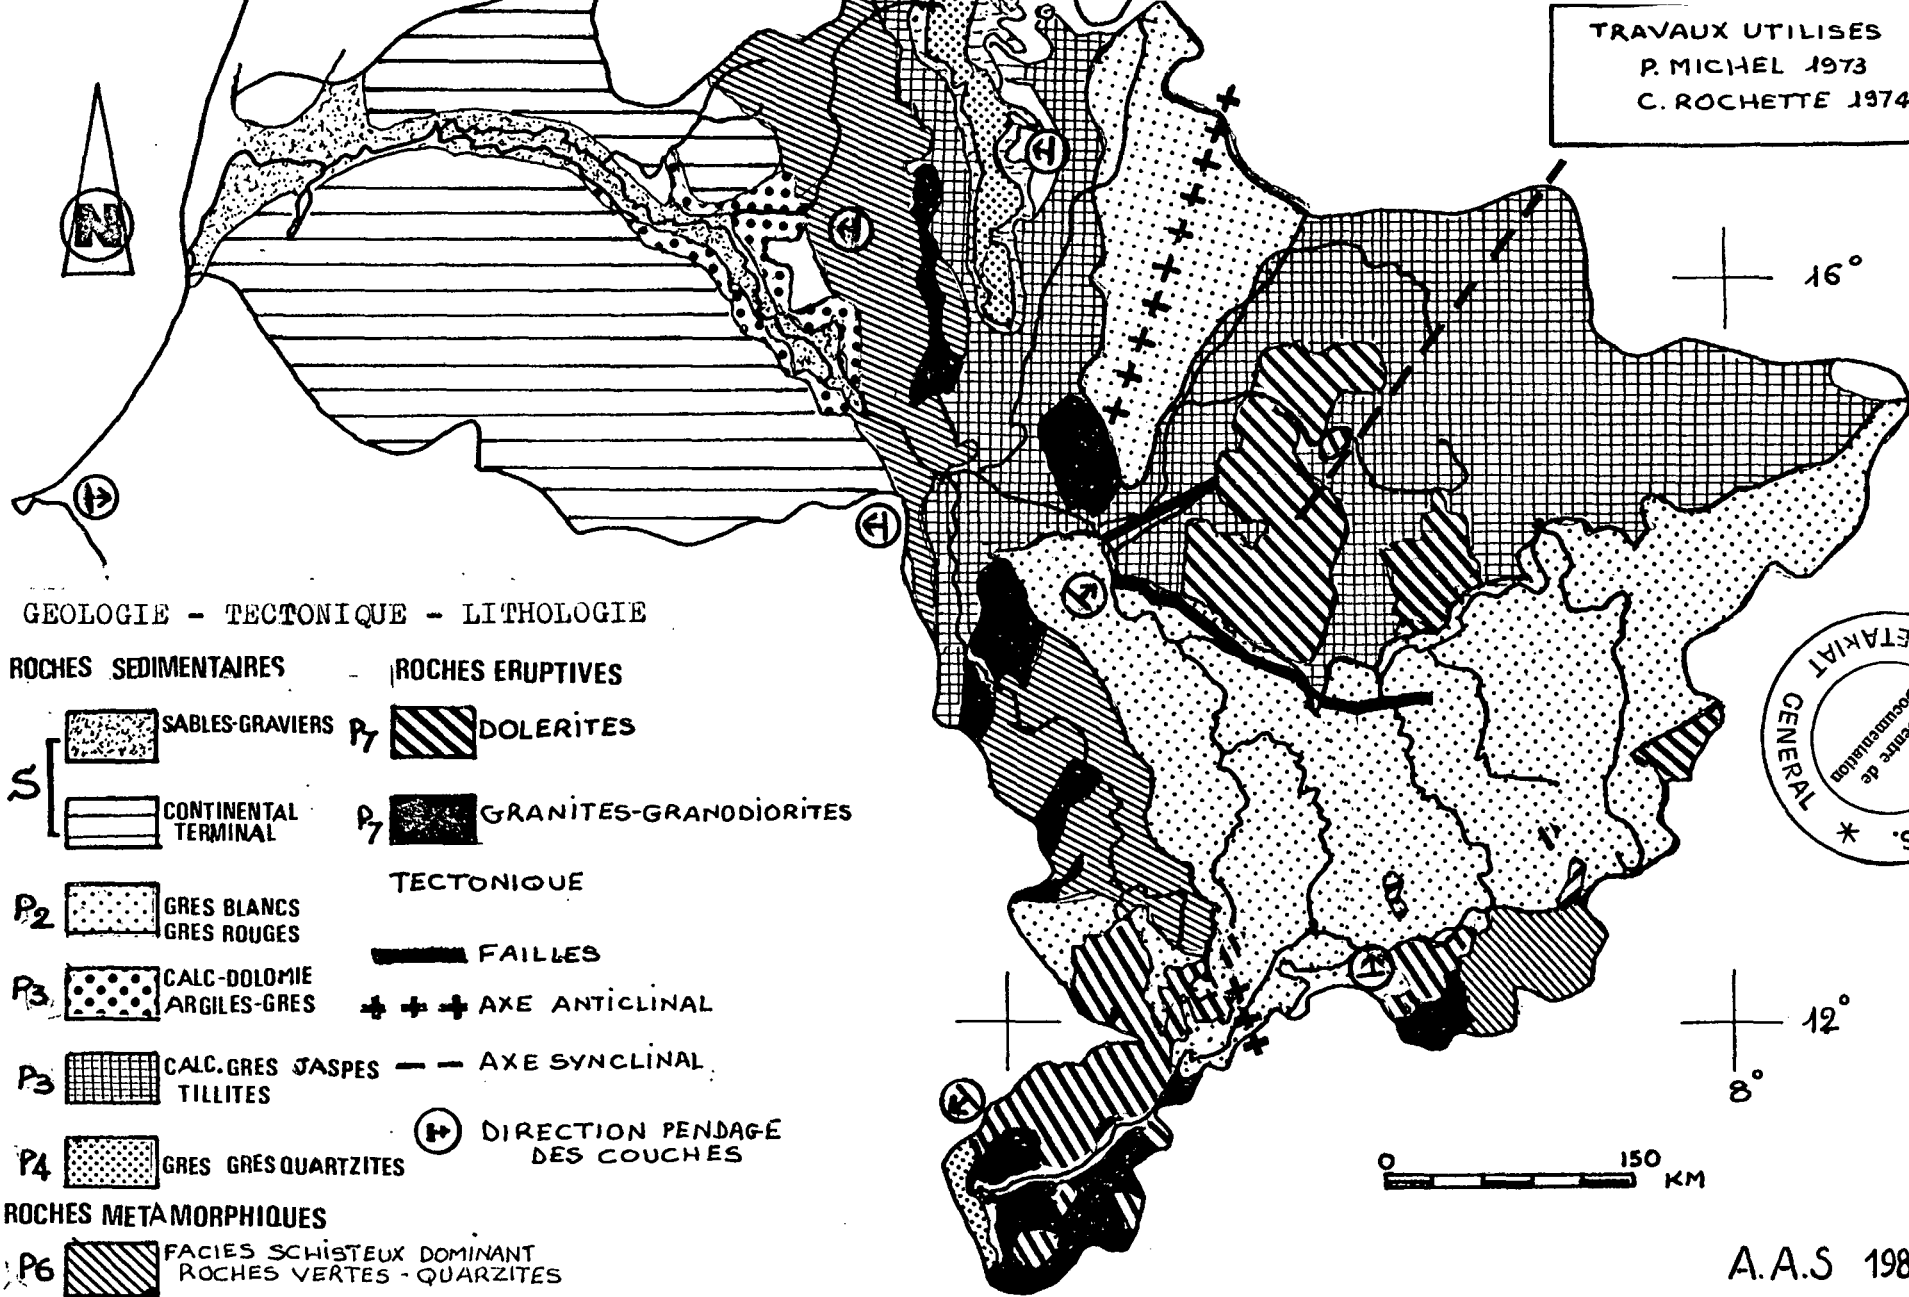 TRAVAUX UTILISES
P. MICHEL 1973
C. ROCHETTE 1974
N
16°
GEOLOGIE - TECTONIQUE - LITHOLOGIE
ROCHES SEDIMENTAIRES
S
SABLES-GRAVIERS
CONTINENTAL
TERMINAL
P2
GRES BLANCS
GRES ROUGES
P3
CALC-DOLOMIE
ARGILES-GRES
P3
CALC. GRES JASPES
TILLITES
P4
GRES GRES QUARTZITES
ROCHES METAMORPHIQUES
P6
FACIES SCHISTEUX DOMINANT
ROCHES VERTES - QUARZITES
ROCHES ERUPTIVES
P7
DOLERITES
P7
GRANITES-GRANODIORITES
TECTONIQUE
FAILLES
AXE ANTICLINAL
AXE SYNCLINAL
DIRECTION PENDAGE
DES COUCHES
GENERAL *
de
12°
8°
0 150
KM
A.A.S 198